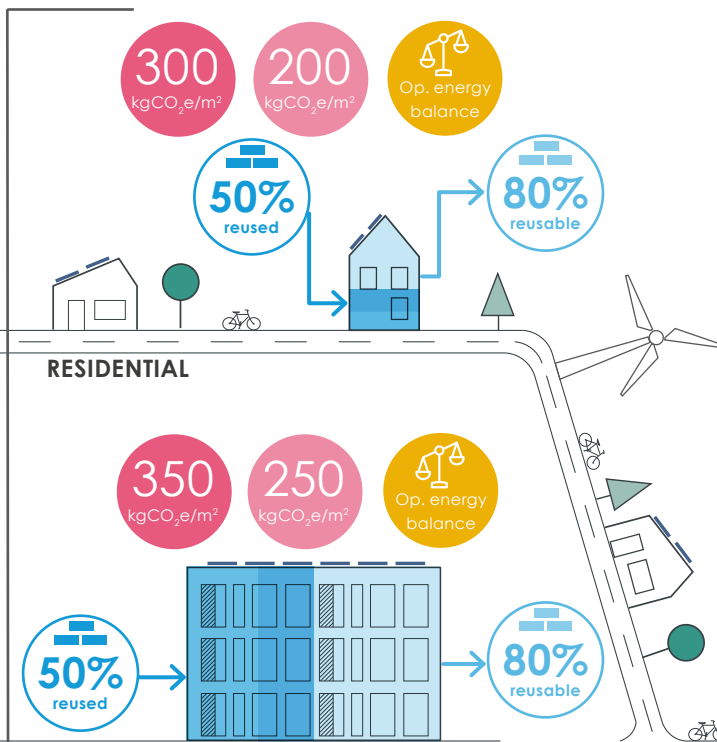 300
kgCO₂e/m²
200
kgCO₂e/m²
Op. energy
balance
50%
reused
80%
reusable
RESIDENTIAL
350
kgCO₂e/m²
250
kgCO₂e/m²
Op. energy
balance
50%
reused
80%
reusable